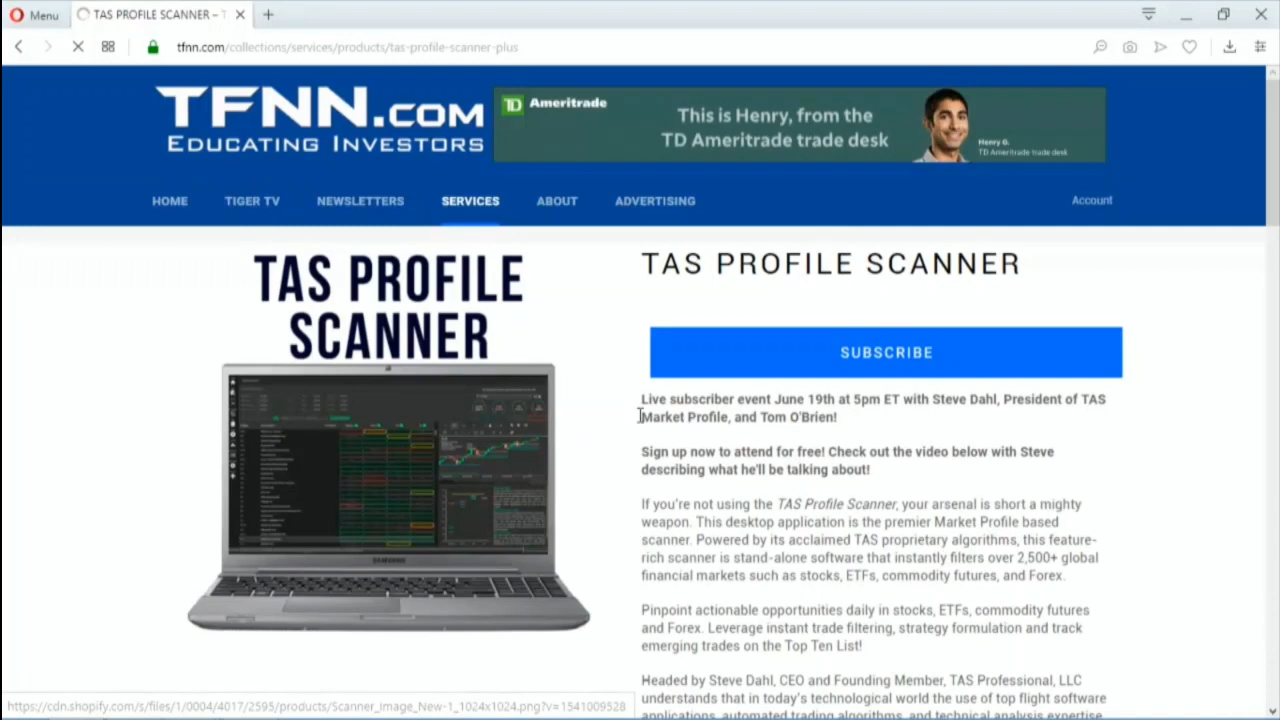 Menu
TAS PROFILE SCANNER – T
tfnn.com/collections/services/products/tas-profile-scanner-plus
TFNN.COM
EDUCATING INVESTORS
TD Ameritrade
This is Henry, from the
TD Ameritrade trade desk
Henry G.
TD Ameritrade trade desk
HOME
TIGER TV
NEWSLETTERS
SERVICES
ABOUT
ADVERTISING
Account
TAS PROFILE
SCANNER
SAMSUNG
TAS PROFILE SCANNER
SUBSCRIBE
Live subscriber event June 19th at 5pm ET with Steve Dahl, President of TAS
Market Profile, and Tom O'Brien!
Sign up now to attend for free! Check out the video below with Steve
describing what he'll be talking about!
If you're not using the TAS Profile Scanner, your arsenal is short a mighty
weapon. This desktop application is the premier Market Profile based
scanner. Powered by its acclaimed TAS proprietary algorithms, this feature-
rich scanner is stand-alone software that instantly filters over 2,500+ global
financial markets such as stocks, ETFs, commodity futures, and Forex.
Pinpoint actionable opportunities daily in stocks, ETFs, commodity futures
and Forex. Leverage instant trade filtering, strategy formulation and track
emerging trades on the Top Ten List!
Headed by Steve Dahl, CEO and Founding Member, TAS Professional, LLC
understands that in today's technological world the use of top flight software
applications, automated trading algorithms, and technical analysis expertise
https://cdn.shopify.com/s/files/1/0004/4017/2595/products/Scanner_Image_New-1_1024x1024.png?v=1541009528